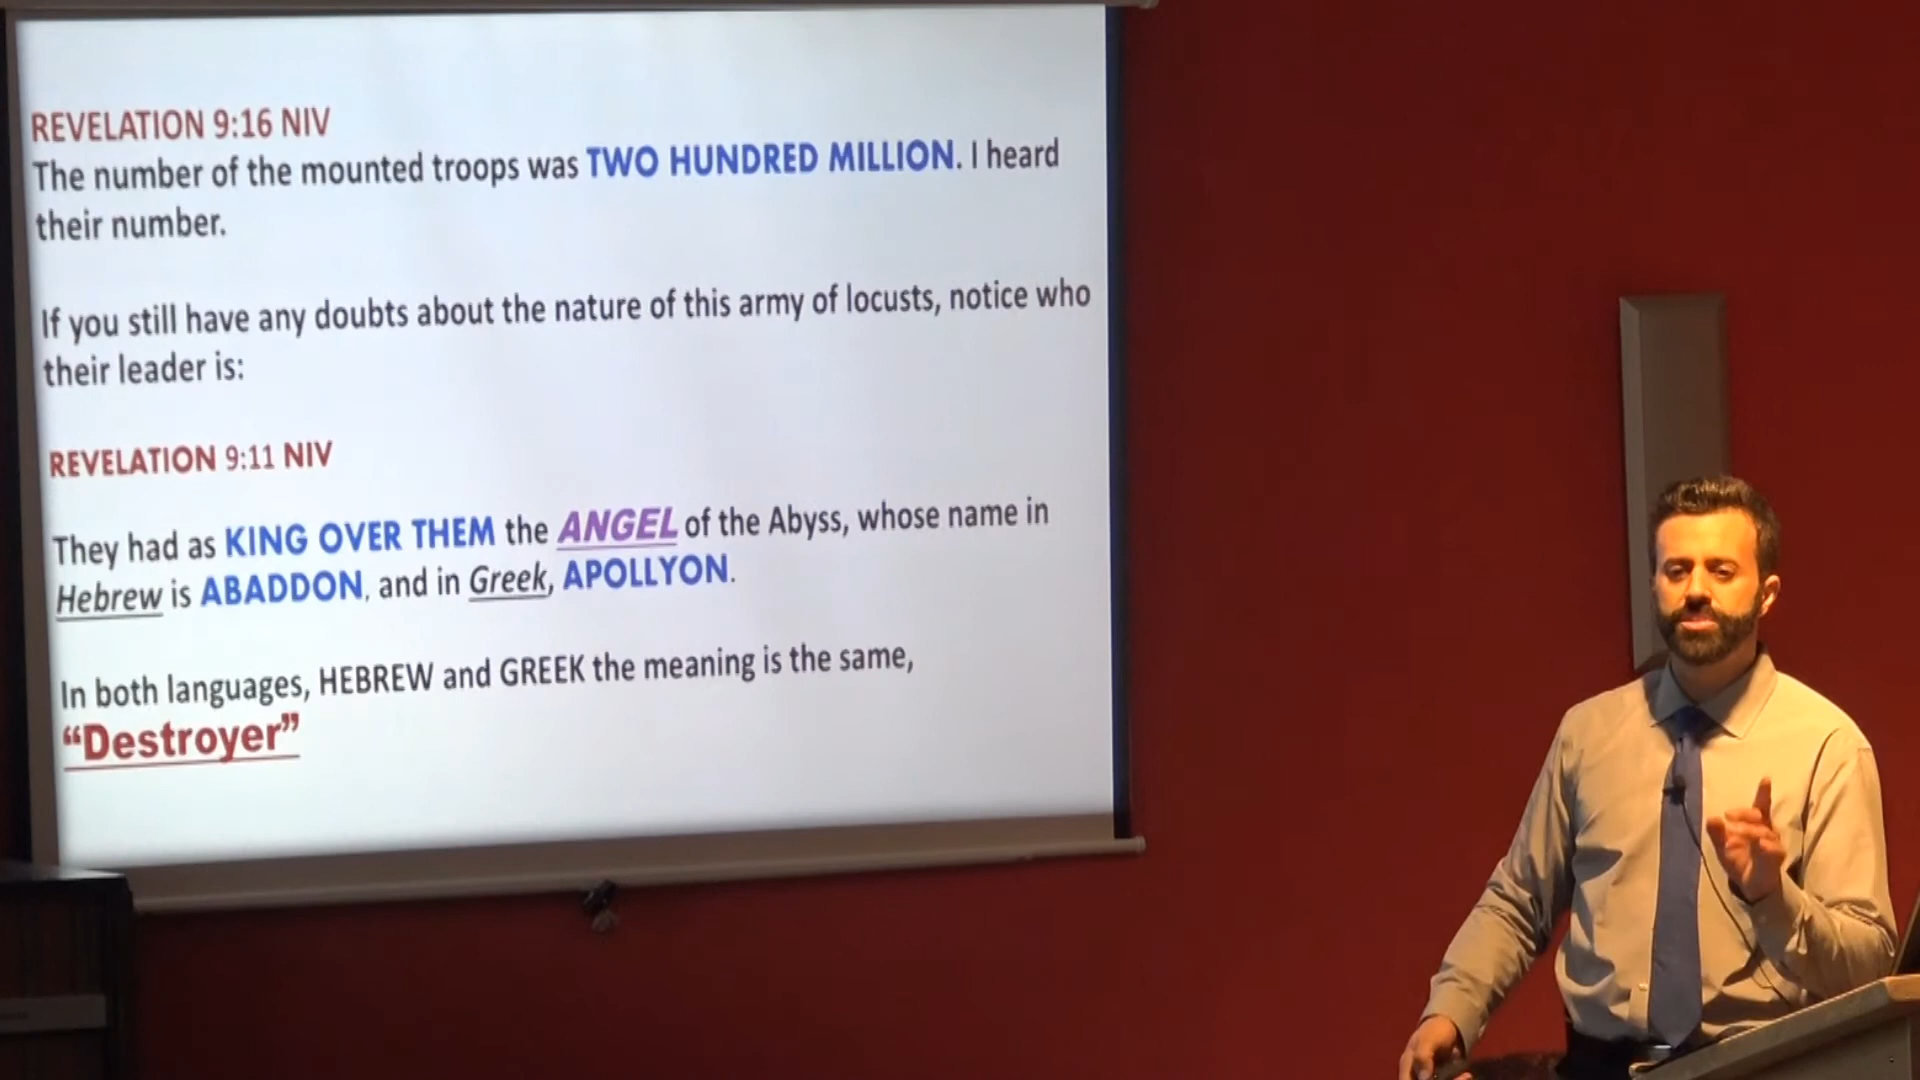 REVELATION 9:16 NIV
The number of the mounted troops was TWO HUNDRED MILLION. I heard
their number.
If you still have any doubts about the nature of this army of locusts, notice who
their leader is:
REVELATION 9:11 NIV
They had as KING OVER THEM the ANGEL of the Abyss, whose name in
Hebrew is ABADDON, and in Greek, APOLLYON.
In both languages, HEBREW and GREEK the meaning is the same,
“Destroyer”